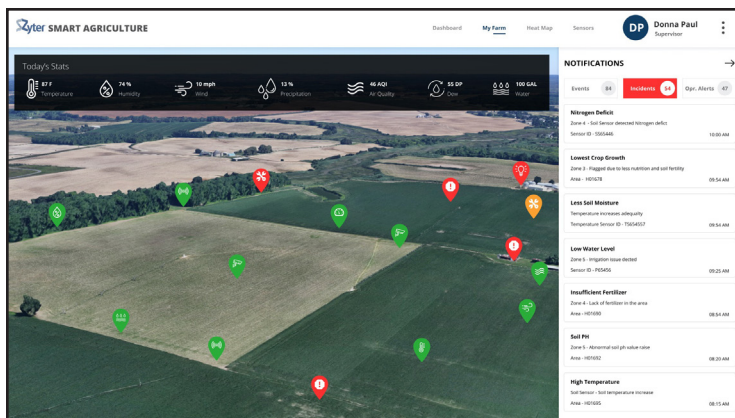 Zyter SMART AGRICULTURE
Dashboard My Farm Heat Map Sensors
DP Donna Paul
Supervisor
Today's Stats
87 F
Temperature
74 %
Humidity
10 mph
Wind
13 %
Precipitation
46 AQI
Air Quality
55 DP
Dew
100 GAL
Water
NOTIFICATIONS
Events 84 Incidents 54 Opr. Alerts 47
Nitrogen Deficit
Zone 4 - Soil Sensor detected Nitrogen defict
Sensor ID - SS65446 10:00 AM
Lowest Crop Growth
Zone 3 - Flagged due to less nutrition and soil fertlity
Area - H01678 09:54 AM
Less Soil Moisture
Temperature increases adequality
Temperature Sensor ID - TS654557 09:54 AM
Low Water Level
Zone 5 - Irrigation issue dected
Sensor ID - P65456 09:25 AM
Insufficient Fertilizer
Zone 4 - Lack of fertilizer in the area
Area - H01690 08:54 AM
Soil PH
Zone 5 - Abnormal soil ph value raise
Area - H01692 08:20 AM
High Temperature
Soil Sensor - Soil temperature increase
Area - H01695 08:15 AM